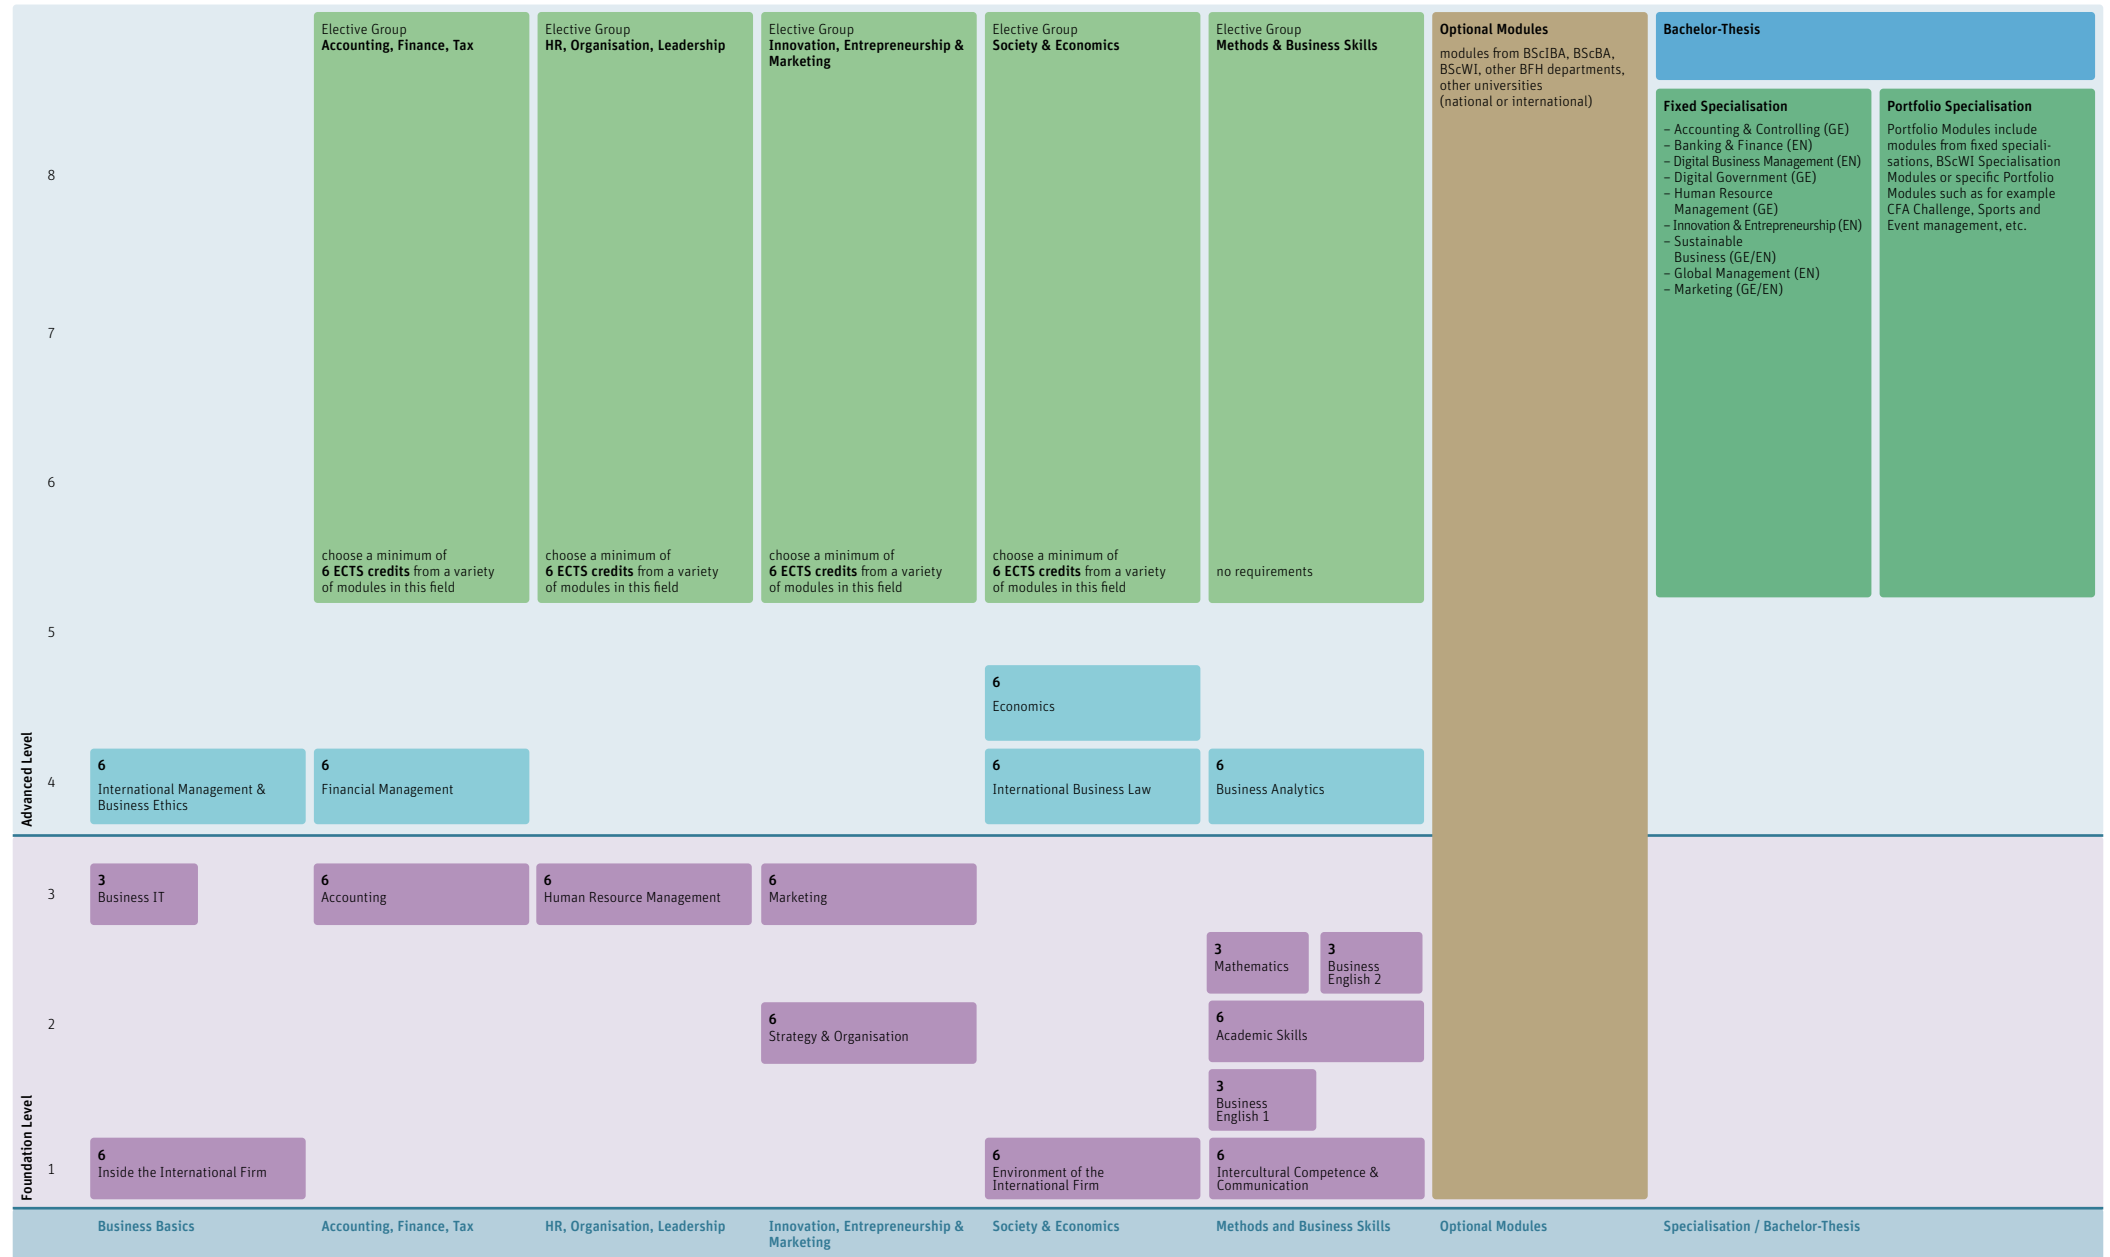 Elective Group
Accounting, Finance, Tax
choose a minimum of
6 ECTS credits from a variety
of modules in this field
Elective Group
HR, Organisation, Leadership
choose a minimum of
6 ECTS credits from a variety
of modules in this field
Elective Group
Innovation, Entrepreneurship &
Marketing
choose a minimum of
6 ECTS credits from a variety
of modules in this field
Elective Group
Society & Economics
choose a minimum of
6 ECTS credits from a variety
of modules in this field
Elective Group
Methods & Business Skills
no requirements
Optional Modules
modules from BScIBA, BScBA,
BScWI, other BFH departments,
other universities
(national or international)
Bachelor-Thesis
Fixed Specialisation
– Accounting & Controlling (GE)
– Banking & Finance (EN)
– Digital Business Management (EN)
– Digital Government (GE)
– Human Resource
Management (GE)
– Innovation & Entrepreneurship (EN)
– Sustainable
Business (GE/EN)
– Global Management (EN)
– Marketing (GE/EN)
Portfolio Specialisation
Portfolio Modules include
modules from fixed speciali-
sations, BScWI Specialisation
Modules or specific Portfolio
Modules such as for example
CFA Challenge, Sports and
Event management, etc.
8
7
6
5
6
Economics
Advanced Level
4
6
International Management &
Business Ethics
6
Financial Management
6
International Business Law
6
Business Analytics
3
3
Business IT
6
Accounting
6
Human Resource Management
6
Marketing
3
Mathematics
3
Business
English 2
2
6
Strategy & Organisation
6
Academic Skills
3
Business
English 1
Foundation Level
1
6
Inside the International Firm
6
Environment of the
International Firm
6
Intercultural Competence &
Communication
Business Basics
Accounting, Finance, Tax
HR, Organisation, Leadership
Innovation, Entrepreneurship &
Marketing
Society & Economics
Methods and Business Skills
Optional Modules
Specialisation / Bachelor-Thesis